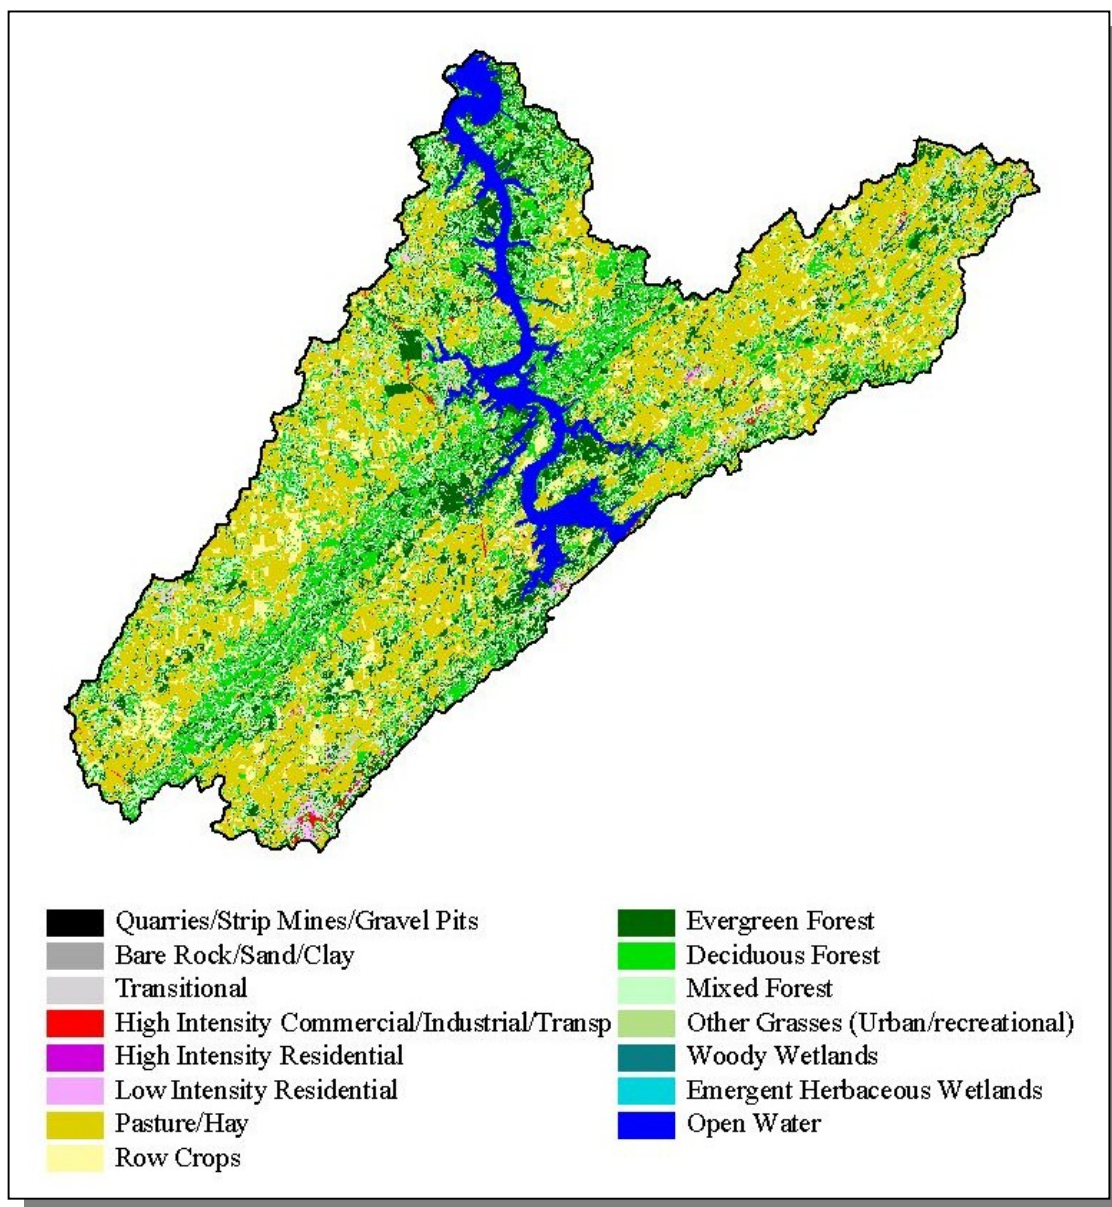 Quarries/Strip Mines/Gravel Pits
Bare Rock/Sand/Clay
Transitional
High Intensity Commercial/Industrial/Transp
High Intensity Residential
Low Intensity Residential
Pasture/Hay
Row Crops
Evergreen Forest
Deciduous Forest
Mixed Forest
Other Grasses (Urban/recreational)
Woody Wetlands
Emergent Herbaceous Wetlands
Open Water